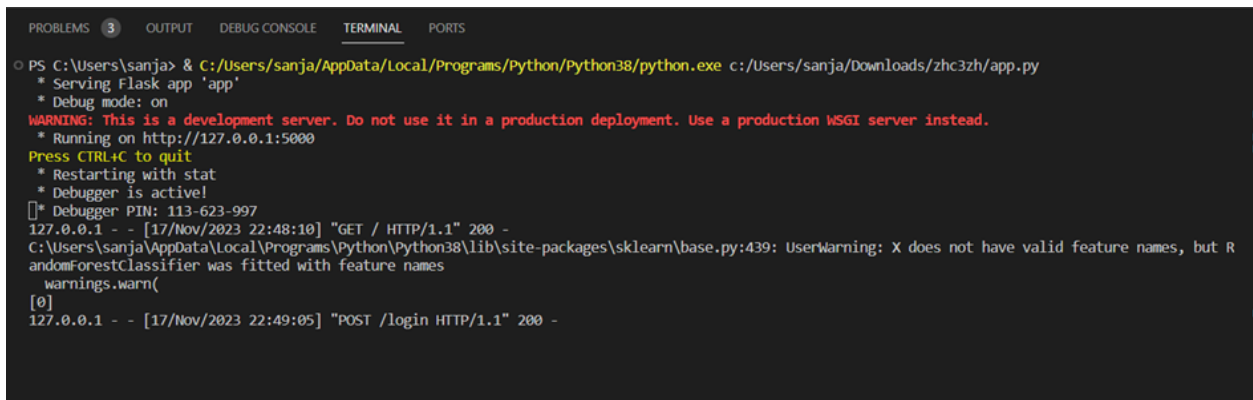 PROBLEMS 3 OUTPUT DEBUG CONSOLE TERMINAL PORTS
PS C:\Users\sanja> & C:/Users/sanja/AppData/Local/Programs/Python/Python38/python.exe c:/Users/sanja/Downloads/zhc3zh/app.py
* Serving Flask app 'app'
* Debug mode: on
WARNING: This is a development server. Do not use it in a production deployment. Use a production WSGI server instead.
* Running on http://127.0.0.1:5000
Press CTRL+C to quit
* Restarting with stat
* Debugger is active!
* Debugger PIN: 113-623-997
127.0.0.1 - - [17/Nov/2023 22:48:10] "GET / HTTP/1.1" 200 -
C:\Users\sanja\AppData\Local\Programs\Python\Python38\lib\site-packages\sklearn\base.py:439: UserWarning: X does not have valid feature names, but R
andomForestClassifier was fitted with feature names
warnings.warn(
[0]
127.0.0.1 - - [17/Nov/2023 22:49:05] "POST /login HTTP/1.1" 200 -